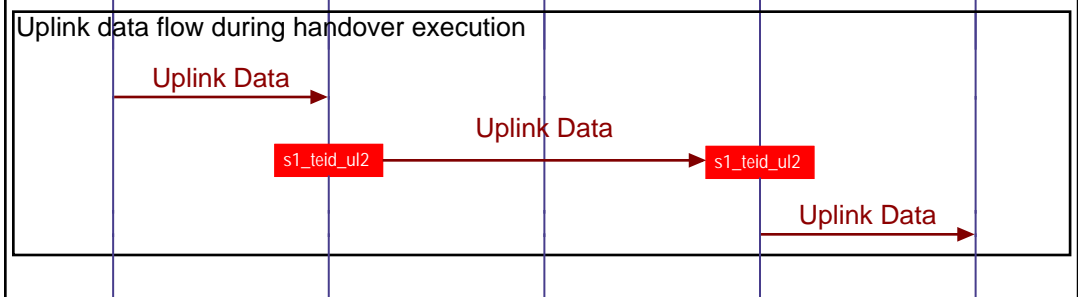 Uplink data flow during handover execution
Uplink Data
Uplink Data
s1_teid_ul2
s1_teid_ul2
Uplink Data